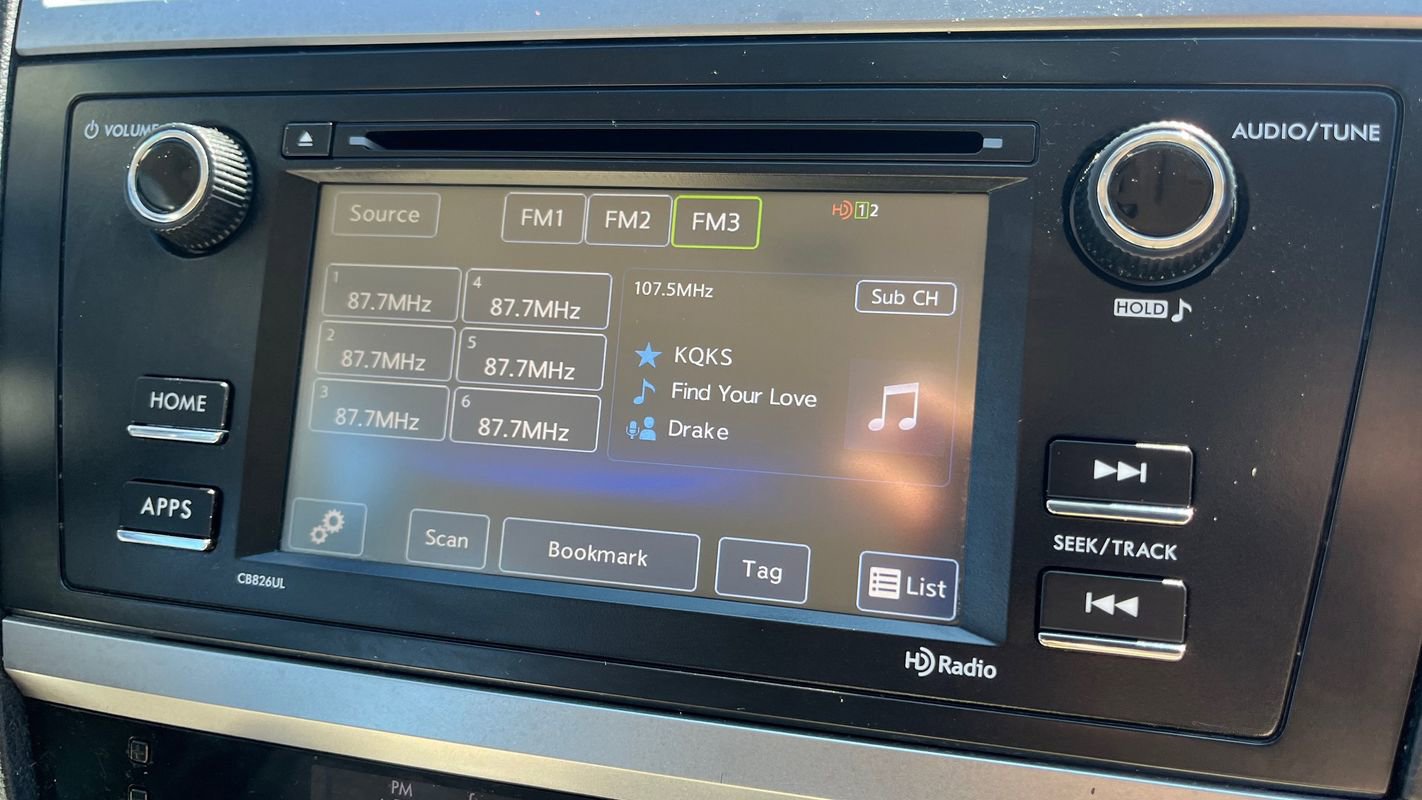 VOLUME
AUDIO/TUNE
Source
FM1
FM2
FM3
HD 1 2
1
87.7MHz
4
87.7MHz
2
87.7MHz
5
87.7MHz
3
87.7MHz
6
87.7MHz
107.5MHz
Sub CH
KQKS
Find Your Love
Drake
Scan
Bookmark
Tag
List
HOME
APPS
CB826UL
HOLD
SEEK/TRACK
HD Radio
PM